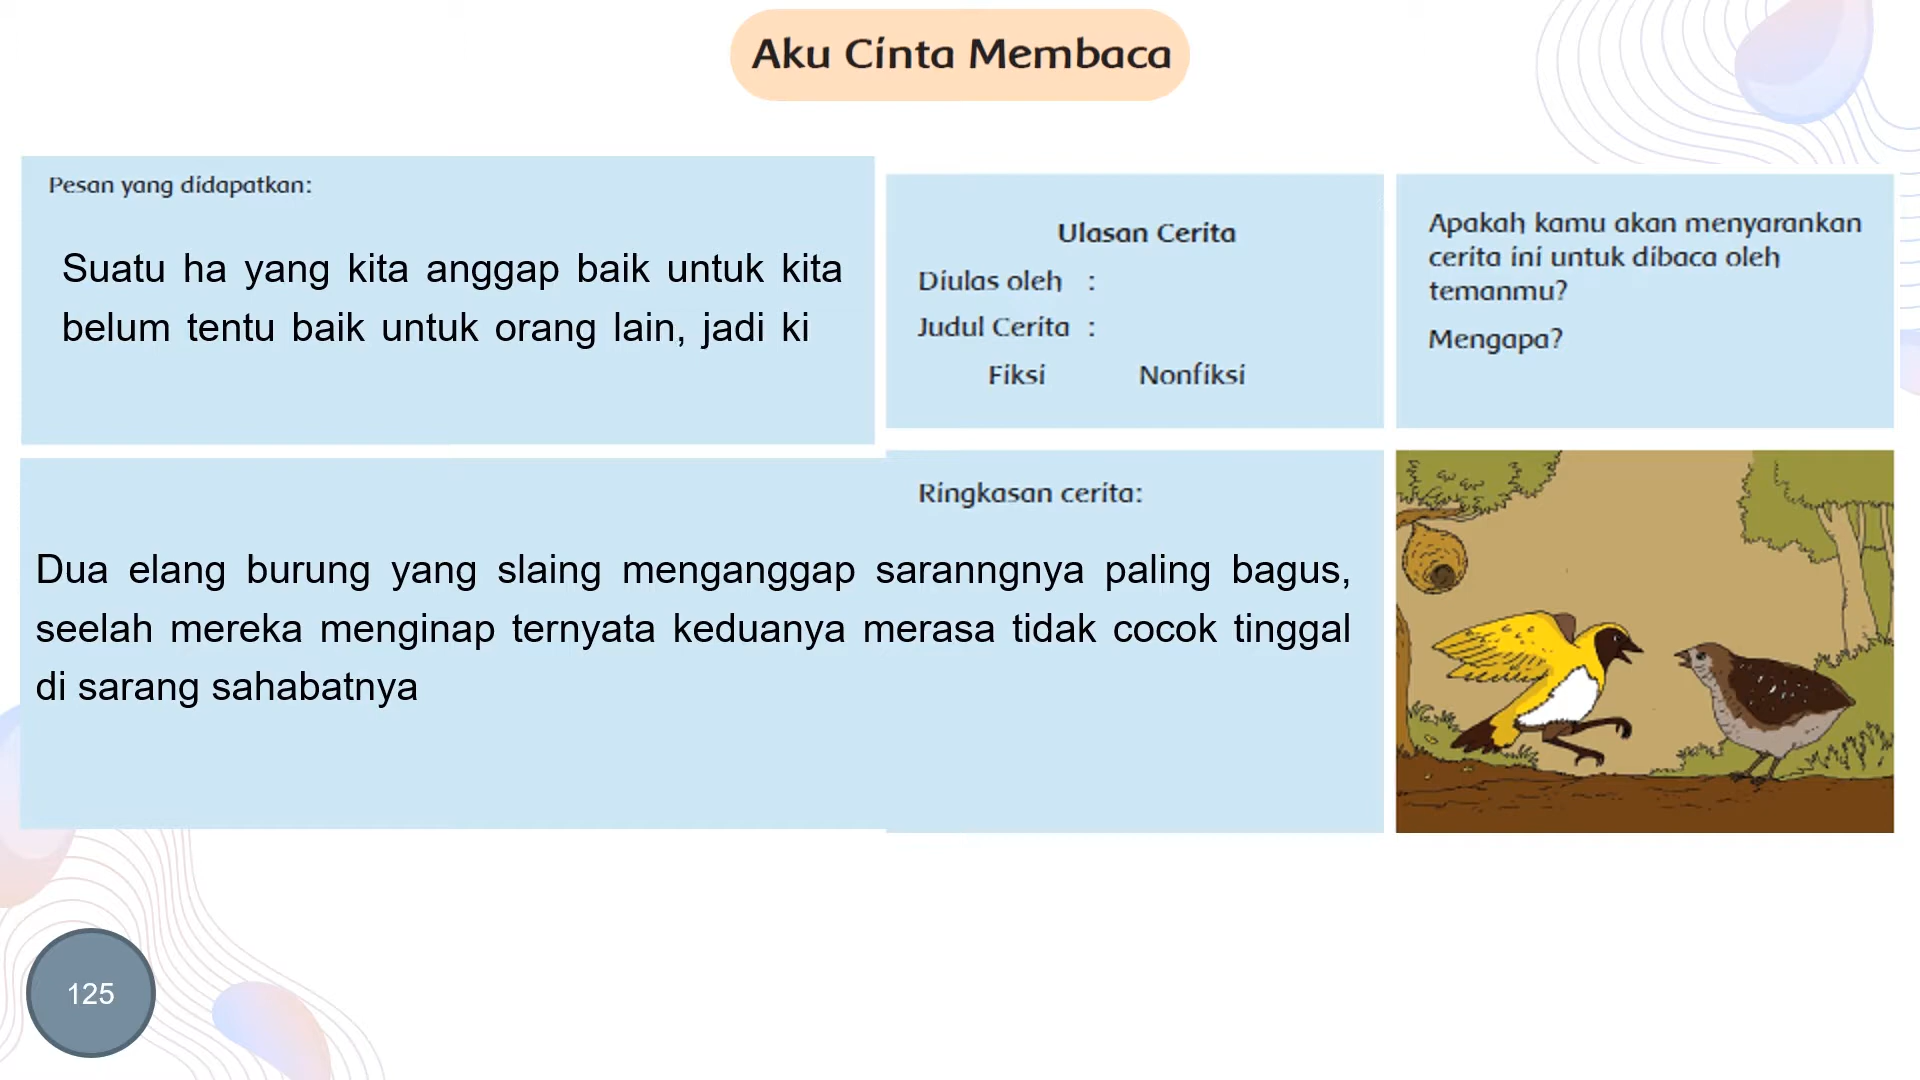 Aku Cinta Membaca
Pesan yang didapatkan:
Suatu ha yang kita anggap baik untuk kita
belum tentu baik untuk orang lain, jadi ki
Ulasan Cerita
Diulas oleh :
Judul Cerita :
Fiksi Nonfiksi
Apakah kamu akan menyarankan
cerita ini untuk dibaca oleh
temanmu?
Mengapa?
Ringkasan cerita:
Dua elang burung yang slaing menganggap saranngnya paling bagus,
seelah mereka menginap ternyata keduanya merasa tidak cocok tinggal
di sarang sahabatnya
125